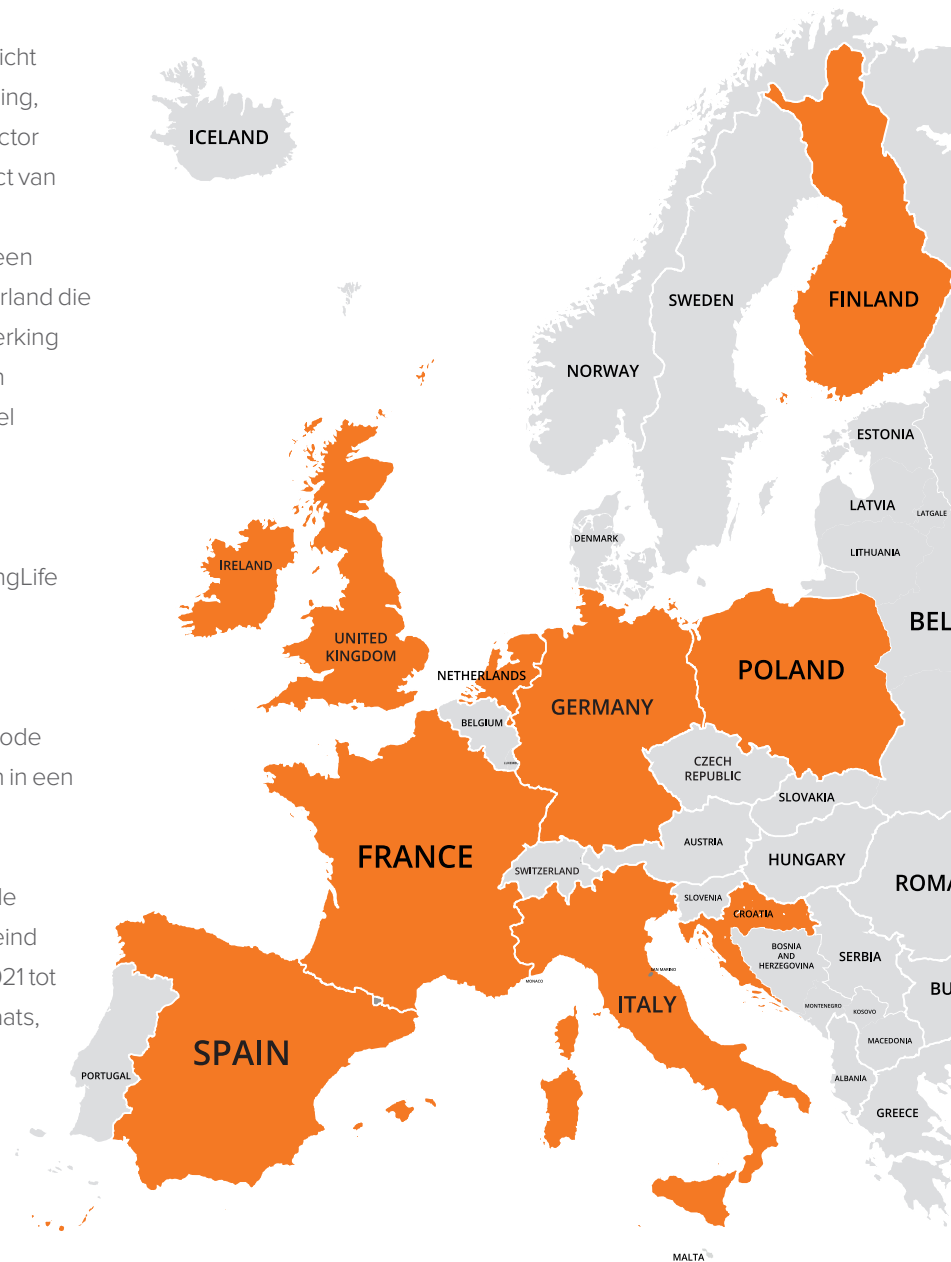 icht
ing,
ctor
ct van
een
rland die
erking
n
el
ngLife
ode
n in een
le
eind
021 tot
aats,
ICELAND
SWEDEN
FINLAND
NORWAY
ESTONIA
LATVIA
LATGALE
LITHUANIA
DENMARK
IRELAND
UNITED
KINGDOM
NETHERLANDS
BELGIUM
GERMANY
POLAND
BEL
CZECH
REPUBLIC
SLOVAKIA
AUSTRIA
HUNGARY
FRANCE
SWITZERLAND
SLOVENIA
CROATIA
ROMA
BOSNIA
AND
HERZEGOVINA
SERBIA
SAN MARINO
MONACO
ITALY
MONTENEGRO
KOSOVO
BU
MACEDONIA
SPAIN
PORTUGAL
ALBANIA
GREECE
MALTA